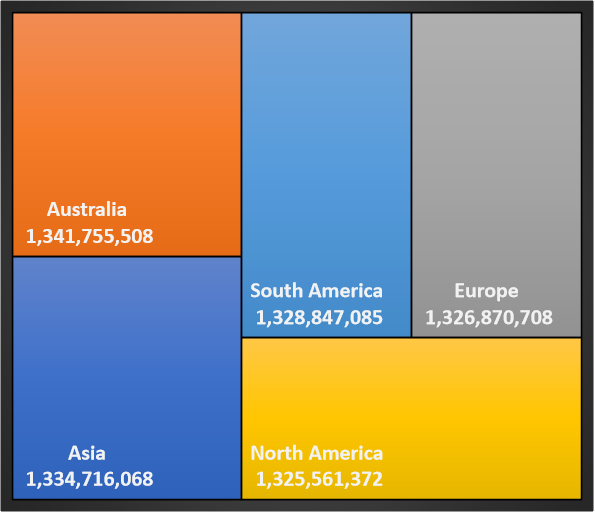 Australia
1,341,755,508
South America
1,328,847,085
Europe
1,326,870,708
Asia
1,334,716,068
North America
1,325,561,372